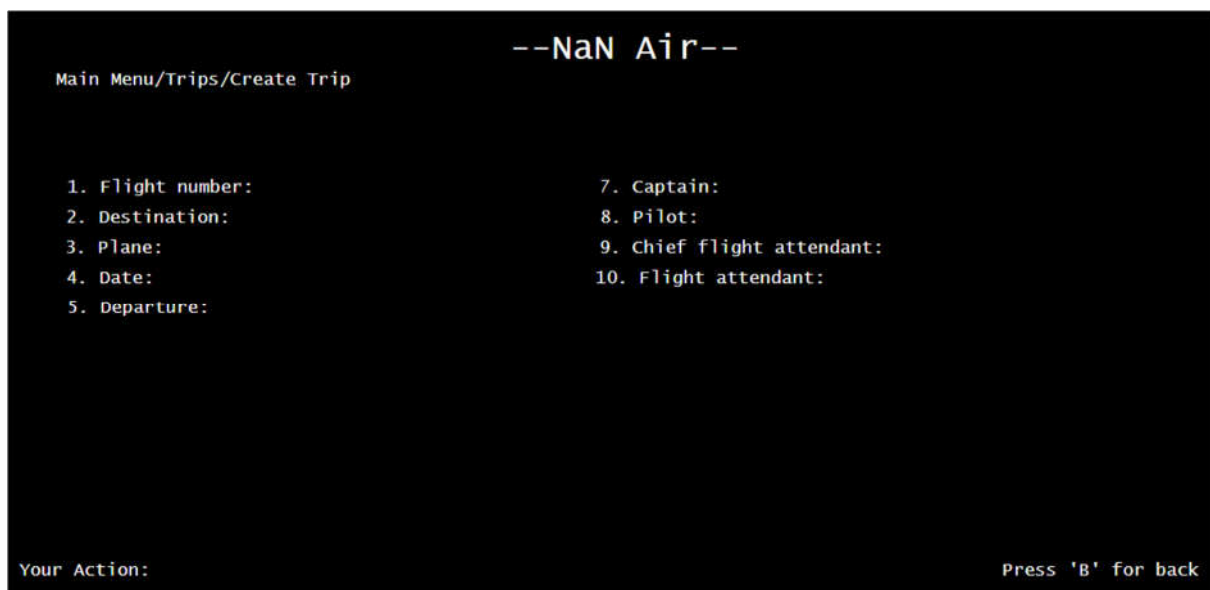 --NaN Air--
Main Menu/Trips/Create Trip
1. Flight number:
2. Destination:
3. Plane:
4. Date:
5. Departure:
7. Captain:
8. Pilot:
9. Chief flight attendant:
10. Flight attendant:
Your Action:
Press 'B' for back